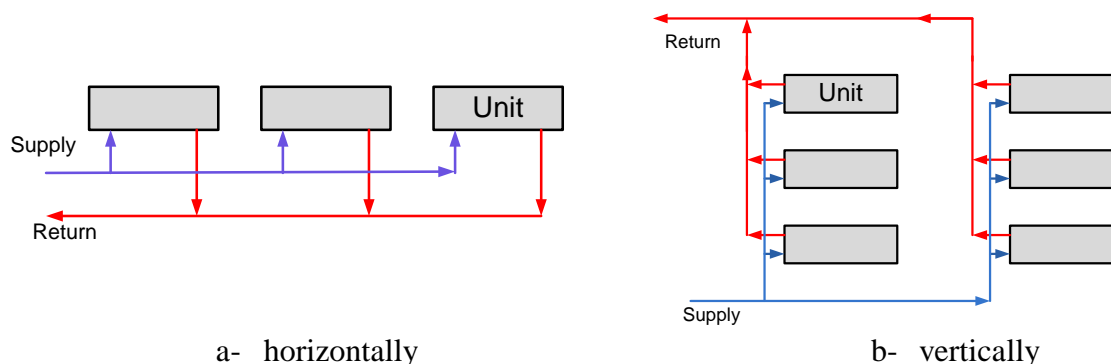 Unit
Supply
Return
a- horizontally
Return
Unit
Supply
b- vertically